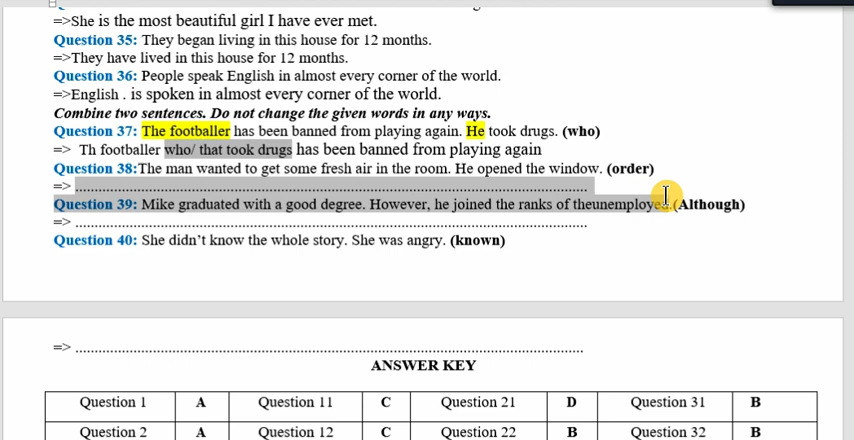 =>She is the most beautiful girl I have ever met.
Question 35: They began living in this house for 12 months.
=>They have lived in this house for 12 months.
Question 36: People speak English in almost every corner of the world.
=>English . is spoken in almost every corner of the world.
Combine two sentences. Do not change the given words in any ways.
Question 37: The footballer has been banned from playing again. He took drugs. (who)
=> Th footballer who/ that took drugs has been banned from playing again
Question 38:The man wanted to get some fresh air in the room. He opened the window. (order)
=> ....................................................................................................
Question 39: Mike graduated with a good degree. However, he joined the ranks of theunemployed.(Although)
=> ....................................................................................................
Question 40: She didn't know the whole story. She was angry. (known)
=> ....................................................................................................
ANSWER KEY
Question 1 A Question 11 C Question 21 D Question 31 B
Question 2 A Question 12 C Question 22 B Question 32 B